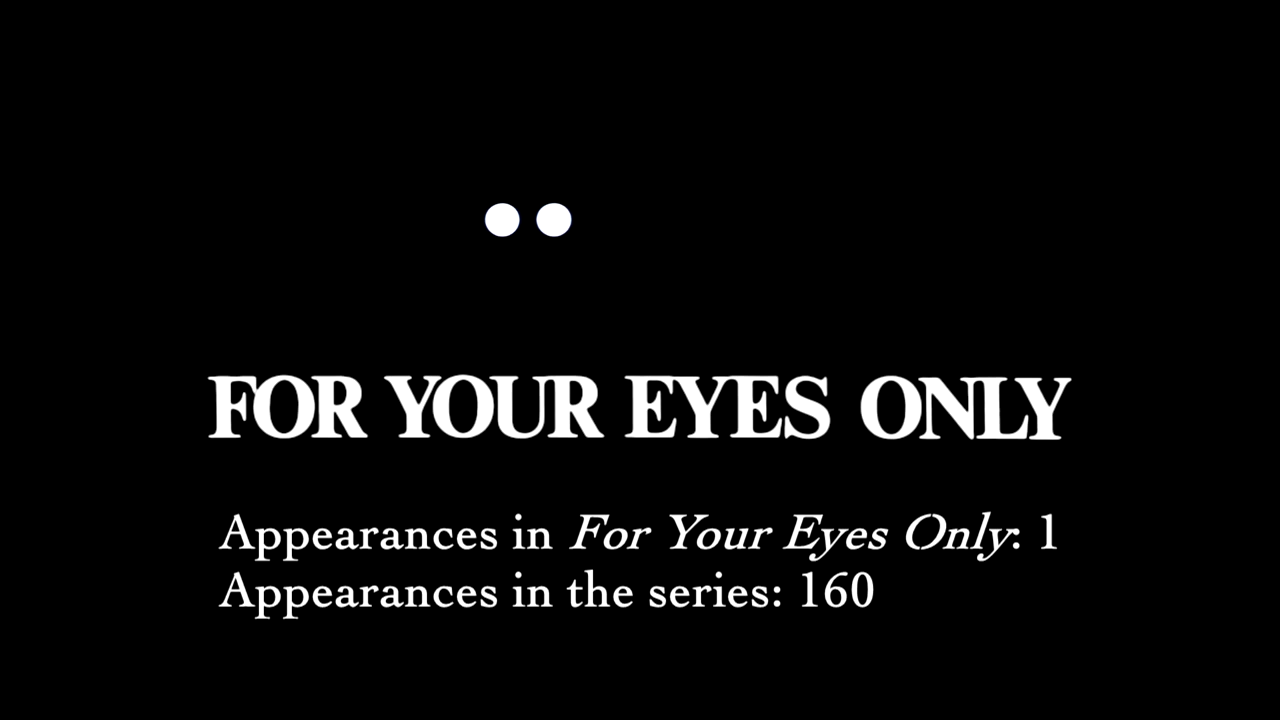 FOR YOUR EYES ONLY
Appearances in For Your Eyes Only: 1
Appearances in the series: 160